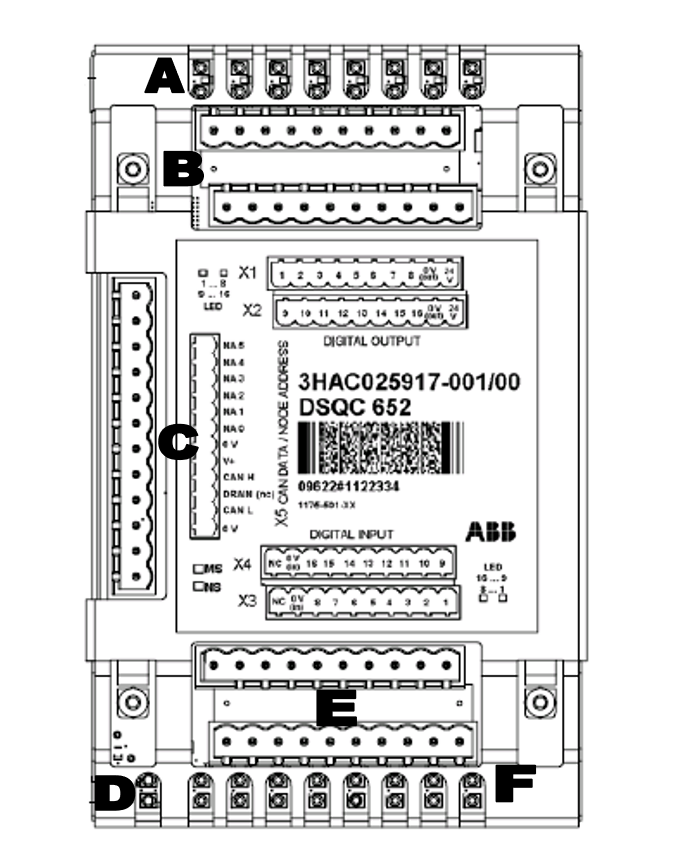 A
B
X1
1 2 3 4 5 6 7 8 0V (out) 24 V
1 ... 8
9 ... 16
LED
X2
9 10 11 12 13 14 15 16 0V (out) 24 V
DIGITAL OUTPUT
NA 5
NA 4
NA 3
NA 2
NA 1
NA 0
0 V
V+
CAN H
DRAIN (nc)
CAN L
0 V
C
X5 CAN DATA / NODE ADDRESS
3HAC025917-001/00
DSQC 652
09622#1122334
DIGITAL INPUT
ABB
MS
NS
X4
NC 0V (in) 16 15 14 13 12 11 10 9
X3
NC 0V (in) 8 7 6 5 4 3 2 1
LED
16 ... 9
8 ... 1
E
D
F